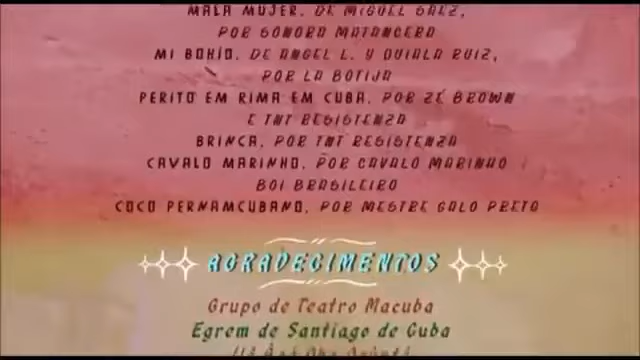 MALA MUJER, DE MIGUEL SAEZ,
POR SONORA MATANCERA
MI BOHÍO, DE ANGEL L. Y QUIALA RUIZ,
POR LA BOTIJA
PERITO EM RIMA EM CUBA, POR ZÉ BROWN
E TNT RESISTENZA
BRINCA, POR TNT RESISTENZA
CAVALO MARINHO, POR CAVALO MARINHO
BOI BRASILEIRO
COCO PERNAMCUBANO, POR MESTRE GALO PRETO
AGRADECIMENTOS
Grupo de Teatro Macuba
Egrem de Santiago de Cuba